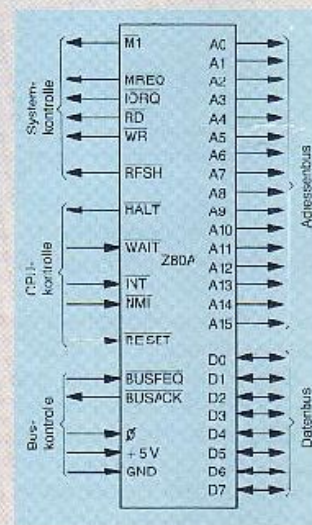 System-
kontrolle
CPU-
kontrolle
Bus-
kontrolle
M1
MREQ
IORQ
RD
WR
RFSH
HALT
WAIT
INT
NMI
RESET
BUSREQ
BUSACK
Ø
+5V
GND
Z80A
A0
A1
A2
A3
A4
A5
A6
A7
A8
A9
A10
A11
A12
A13
A14
A15
D0
D1
D2
D3
D4
D5
D6
D7
Adressenbus
Datenbus